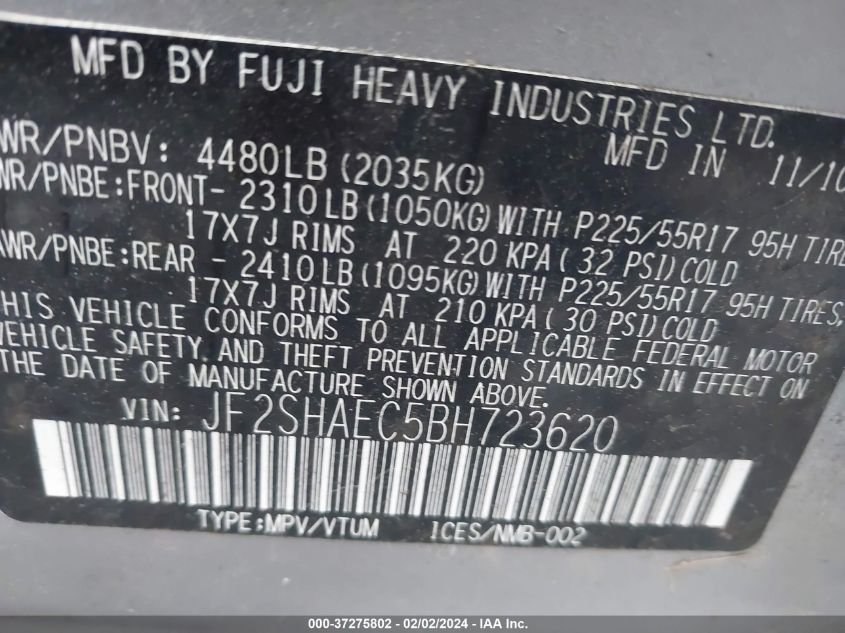 MFD BY FUJI HEAVY INDUSTRIES LTD.
WR/PNBV: 4480LB (2035KG) MFD IN 11/10
WR/PNBE:FRONT- 2310LB(1050KG)WITH P225/55R17 95H TIRE
17X7J RIMS AT 220 KPA( 32 PSI)COLD
WR/PNBE:REAR - 2410LB(1095KG)WITH P225/55R17 95H TIRES,
17X7J RIMS AT 210 KPA( 30 PSI)COLD
HIS VEHICLE CONFORMS TO ALL APPLICABLE FEDERAL MOTOR
VEHICLE SAFETY AND THEFT PREVENTION STANDARDS IN EFFECT ON
THE DATE OF MANUFACTURE SHOWN ABOVE.
VIN: JF2SHAEC5BH723620
TYPE:MPV/VTUM ICES/NMB-002
000-37275802 - 02/02/2024 - IAA Inc.